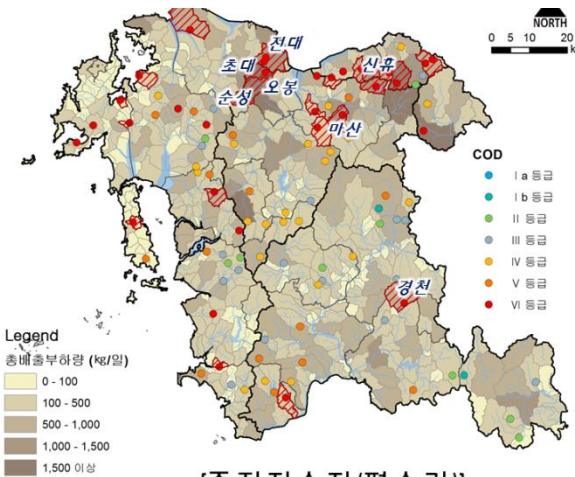 NORTH
0 5 10 20
k
전대
초대
신휴
순성
오봉
마산
COD
Ⅰa 등급
Ⅰb 등급
Ⅱ 등급
Ⅲ 등급
Ⅳ 등급
Ⅴ 등급
Ⅵ 등급
경천
Legend
총배출부하량 (kg/일)
0 - 100
100 - 500
500 - 1,000
1,000 - 1,500
1,500 이상